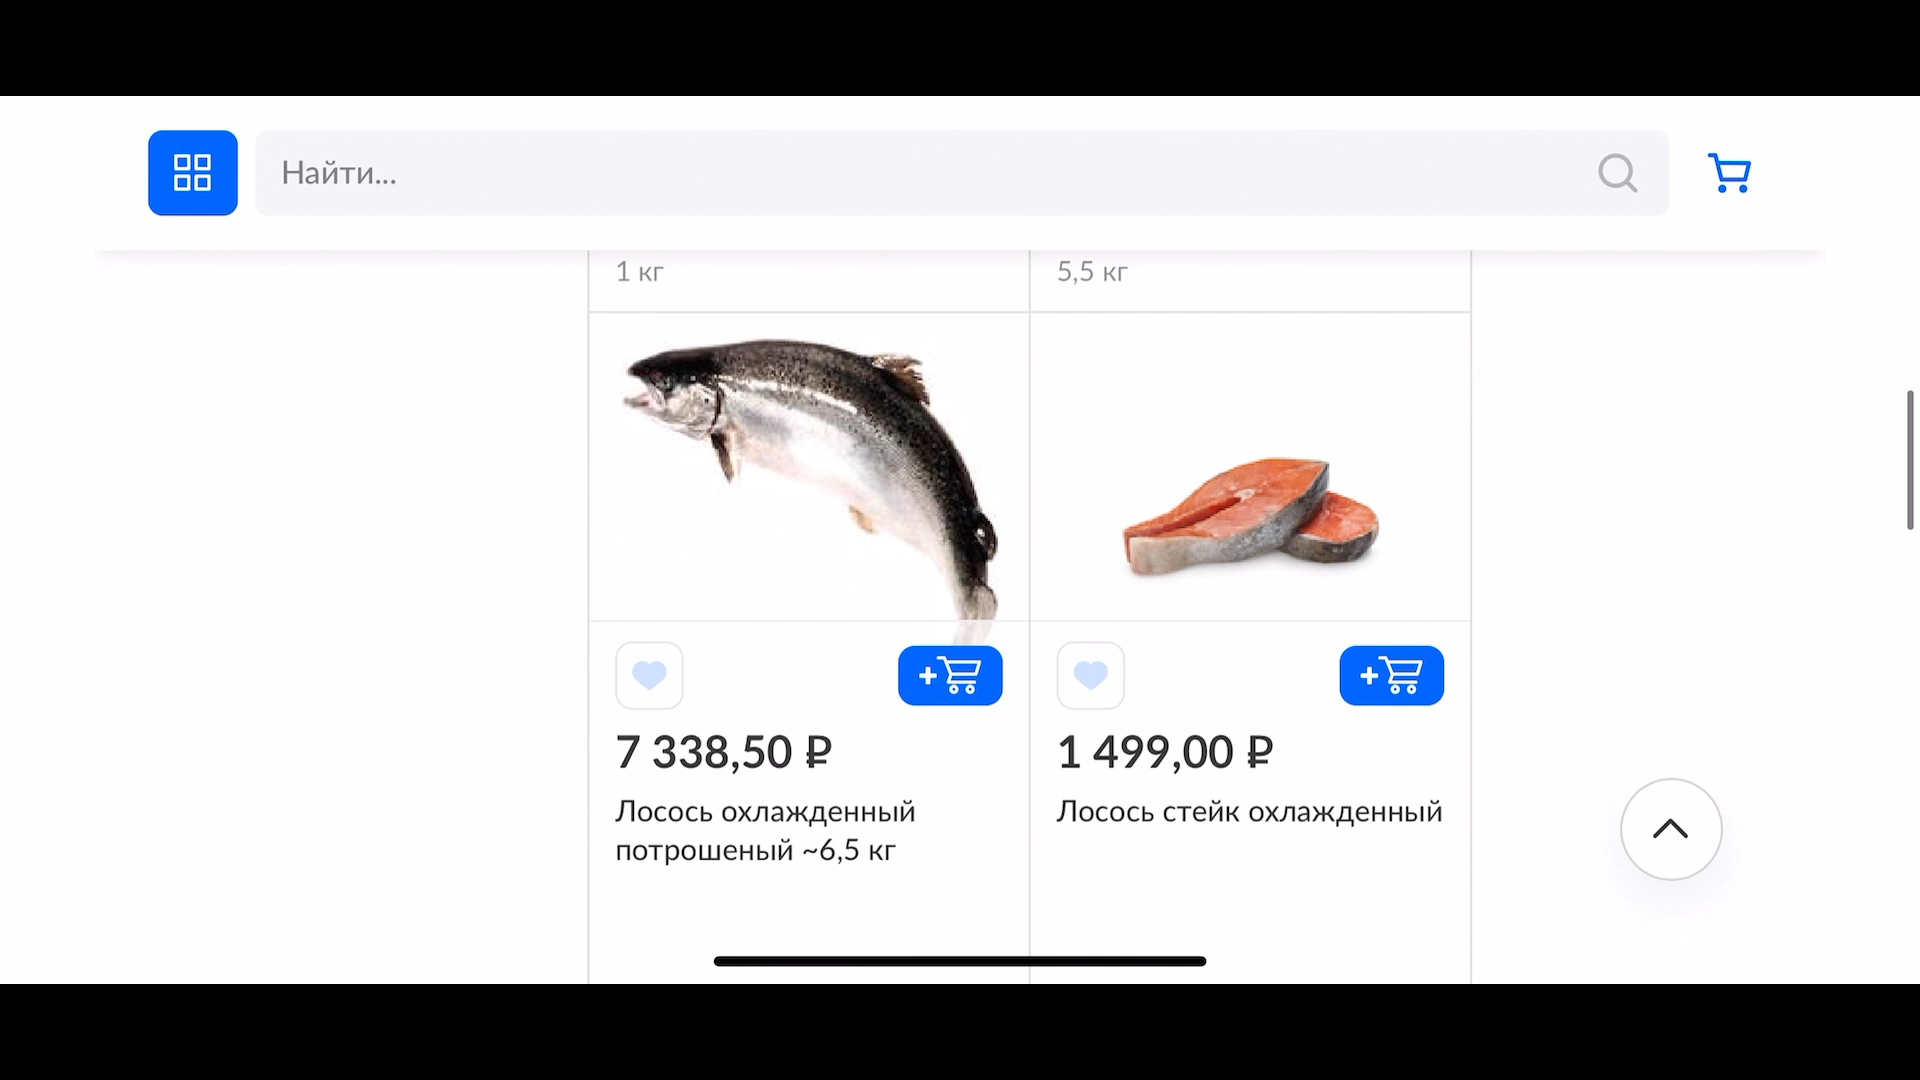 Найти...
1 кг
5,5 кг
7 338,50 ₽
Лосось охлажденный
потрошеный ~6,5 кг
1 499,00 ₽
Лосось стейк охлажденный